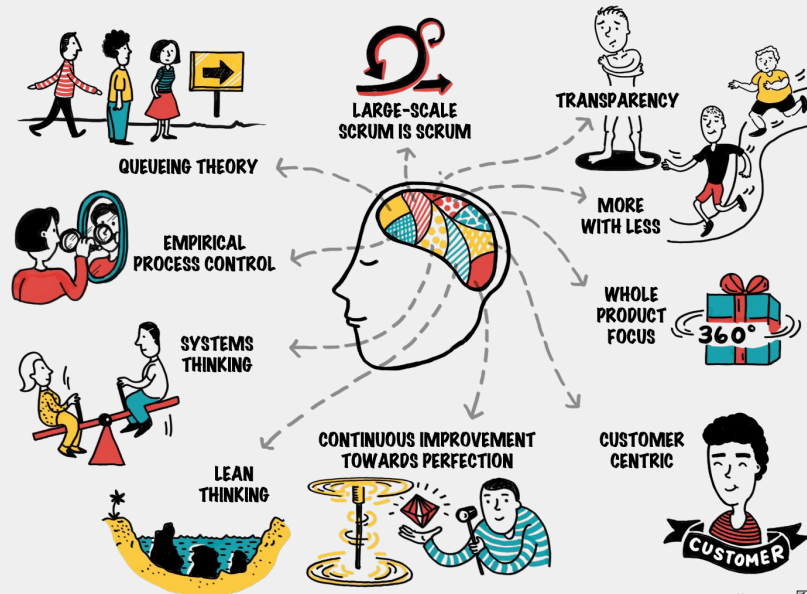 LARGE-SCALE
SCRUM IS SCRUM
TRANSPARENCY
QUEUEING THEORY
MORE
WITH LESS
EMPIRICAL
PROCESS CONTROL
WHOLE
PRODUCT
FOCUS
360°
SYSTEMS
THINKING
CONTINUOUS IMPROVEMENT
TOWARDS PERFECTION
CUSTOMER
CENTRIC
LEAN
THINKING
CUSTOMER